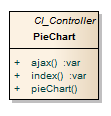 CI_Controller
PieChart
+ ajax() :var
+ index() :var
+ pieChart()